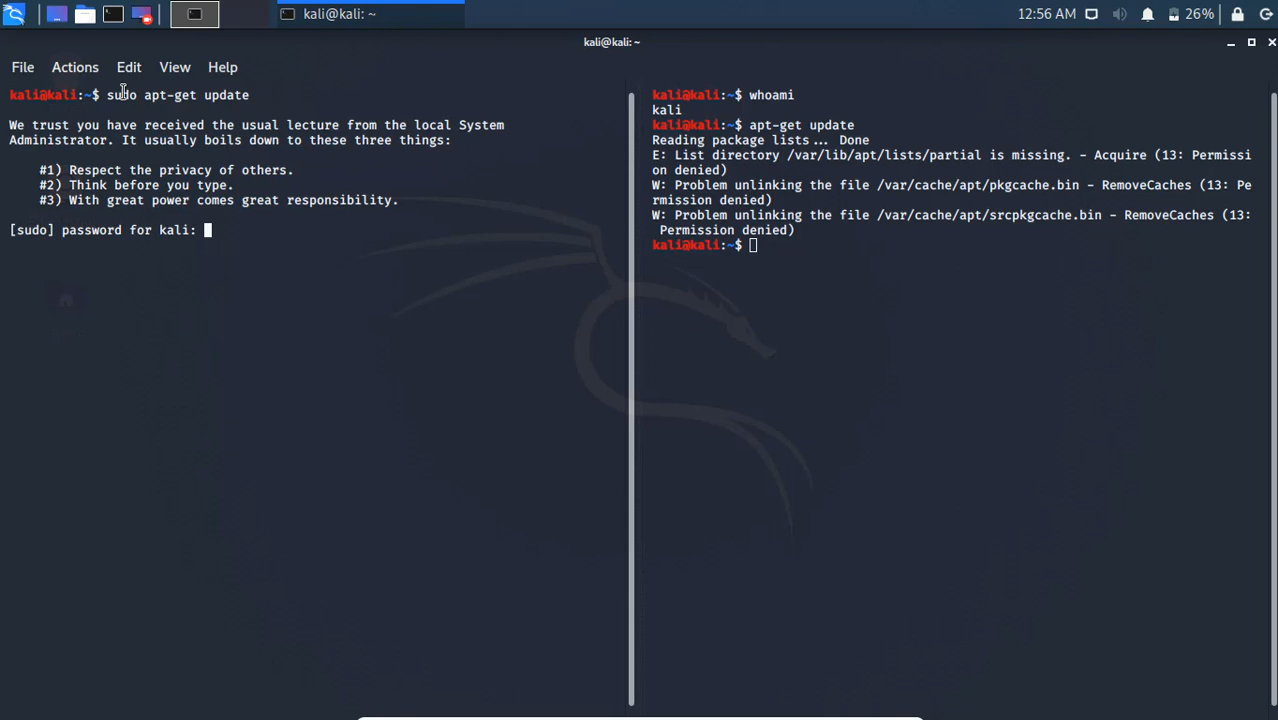 kali@kali: ~
12:56 AM
26%
kali@kali: ~
File Actions Edit View Help
kali@kali:~$ sudo apt-get update
We trust you have received the usual lecture from the local System
Administrator. It usually boils down to these three things:
#1) Respect the privacy of others.
#2) Think before you type.
#3) With great power comes great responsibility.
[sudo] password for kali:
kali@kali:~$ whoami
kali
kali@kali:~$ apt-get update
Reading package lists... Done
E: List directory /var/lib/apt/lists/partial is missing. - Acquire (13: Permissi
on denied)
W: Problem unlinking the file /var/cache/apt/pkgcache.bin - RemoveCaches (13: Pe
rmission denied)
W: Problem unlinking the file /var/cache/apt/srcpkgcache.bin - RemoveCaches (13:
Permission denied)
kali@kali:~$